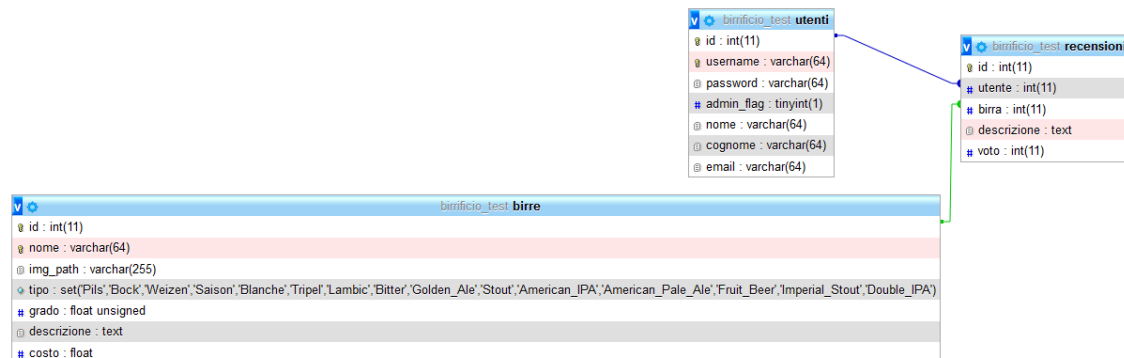 v birrificio_test utenti
id : int(11)
username : varchar(64)
password : varchar(64)
# admin_flag : tinyint(1)
nome : varchar(64)
cognome : varchar(64)
email : varchar(64)
v birrificio_test recensioni
id : int(11)
# utente : int(11)
# birra : int(11)
descrizione : text
# voto : int(11)
v birrificio_test birre
id : int(11)
nome : varchar(64)
img_path : varchar(255)
tipo : set('Pils','Bock','Weizen','Saison','Blanche','Tripel','Lambic','Bitter','Golden_Ale','Stout','American_IPA','American_Pale_Ale','Fruit_Beer','Imperial_Stout','Double_IPA')
# grado : float unsigned
descrizione : text
# costo : float